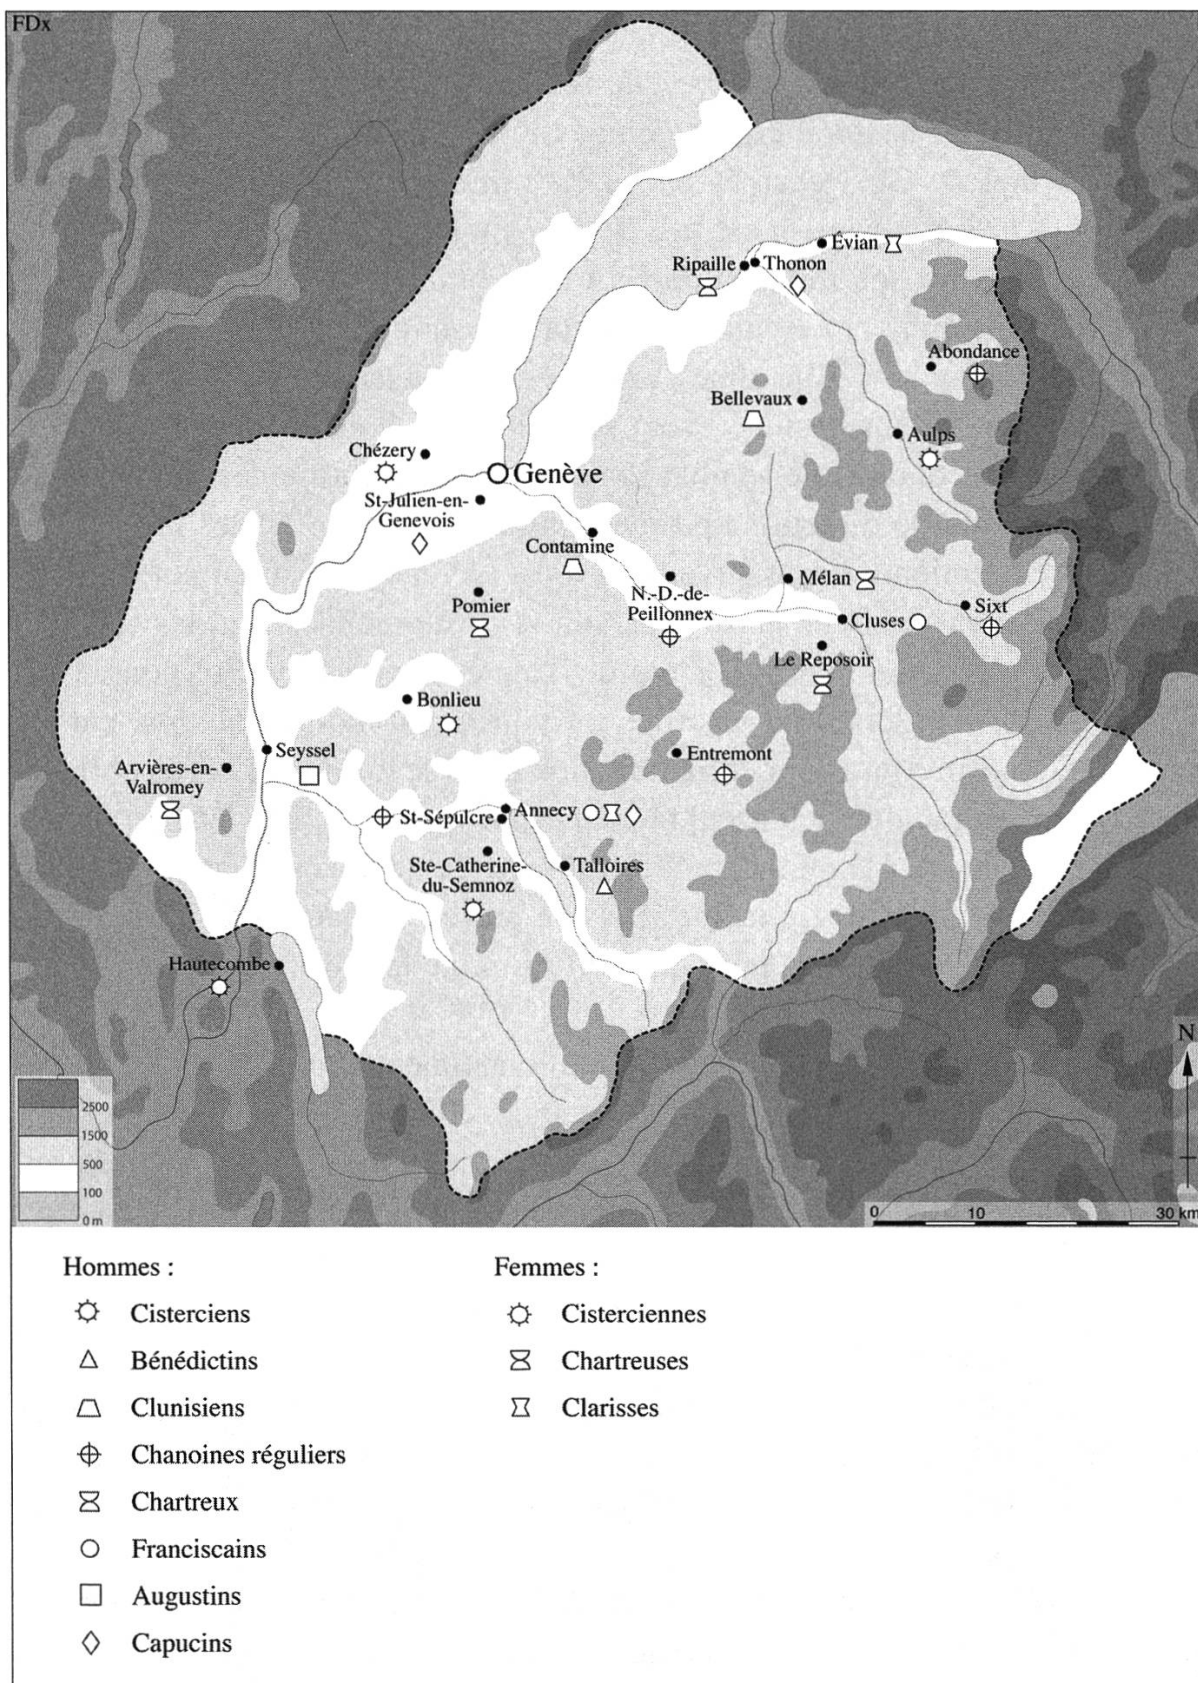 FDx
Évian
Ripaille
Thonon
Abondance
Bellevaux
Aulps
Chézery
Genève
St-Julien-en-
Genevois
Contamine
Mélan
N.-D.-de-
Peillonnex
Pomier
Sixt
Cluses
Le Reposoir
Bonlieu
Seyssel
Entremont
Arvières-en-
Valromey
Annecy
St-Sépulcre
Ste-Catherine-
du-Semnoz
Talloires
Hautecombe
N
2500
1500
500
100
0 m
0 10 30 km
Hommes :
Cisterciens
Bénédictins
Clunisiens
Chanoines réguliers
Chartreux
Franciscains
Augustins
Capucins
Femmes :
Cisterciennes
Chartreuses
Clarisses